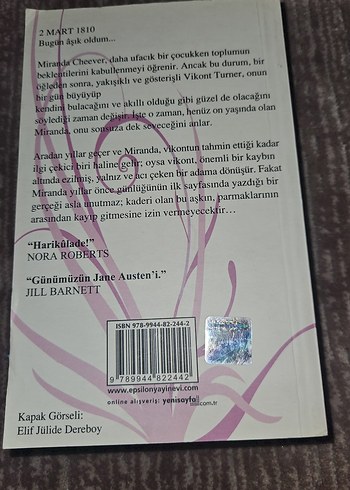 2 MART 1810
Bugün âşık oldum...
Miranda Cheever, daha ufacık bir çocukken toplumun
beklentilerini kabullenmeyi öğrenir. Ancak bu durum, bir
öğleden sonra, yakışıklı ve gösterişli Vikont Turner, onun
bir gün büyüyüp
kendini bulacağını ve akıllı olduğu gibi güzel de olacağını
söylediği zaman değişir. İşte o zaman, henüz on yaşında olan
Miranda, onu sonsuza dek seveceğini anlar.
Aradan yıllar geçer ve Miranda, vikontun tahmin ettiği kadar
ilgi çekici biri haline gelir; oysa vikont, önemli bir kaybın
altında ezilmiş, yalnız ve acı çeken bir adama dönüşür. Fakat
Miranda yıllar önce günlüğünün ilk sayfasında yazdığı bir
gerçeği asla unutmaz; kaderi olan bu aşkın, parmaklarının
arasından kayıp gitmesine izin vermeyecektir...
“Harikulade!”
NORA ROBERTS
“Günümüzün Jane Austen’i.”
JILL BARNETT
ISBN 978-9944-82-244-2
9 789944 822442
www.epsilonyayinevi.com
online alışveriş: yenisayfa.com.tr
Kapak Görseli:
Elif Jülide Dereboy